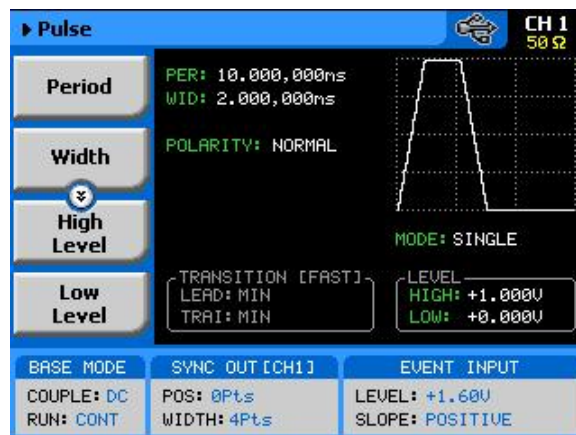 Pulse
CH 1
50 Ω
Period
Width
High
Level
Low
Level
PER: 10.000,000ms
WID: 2.000,000ms
POLARITY: NORMAL
MODE: SINGLE
TRANSITION [FAST]
LEAD: MIN
TRAI: MIN
LEVEL
HIGH: +1.000V
LOW: +0.000V
BASE MODE
COUPLE: DC
RUN: CONT
SYNC OUT [CH1]
POS: 0Pts
WIDTH: 4Pts
EVENT INPUT
LEVEL: +1.60V
SLOPE: POSITIVE